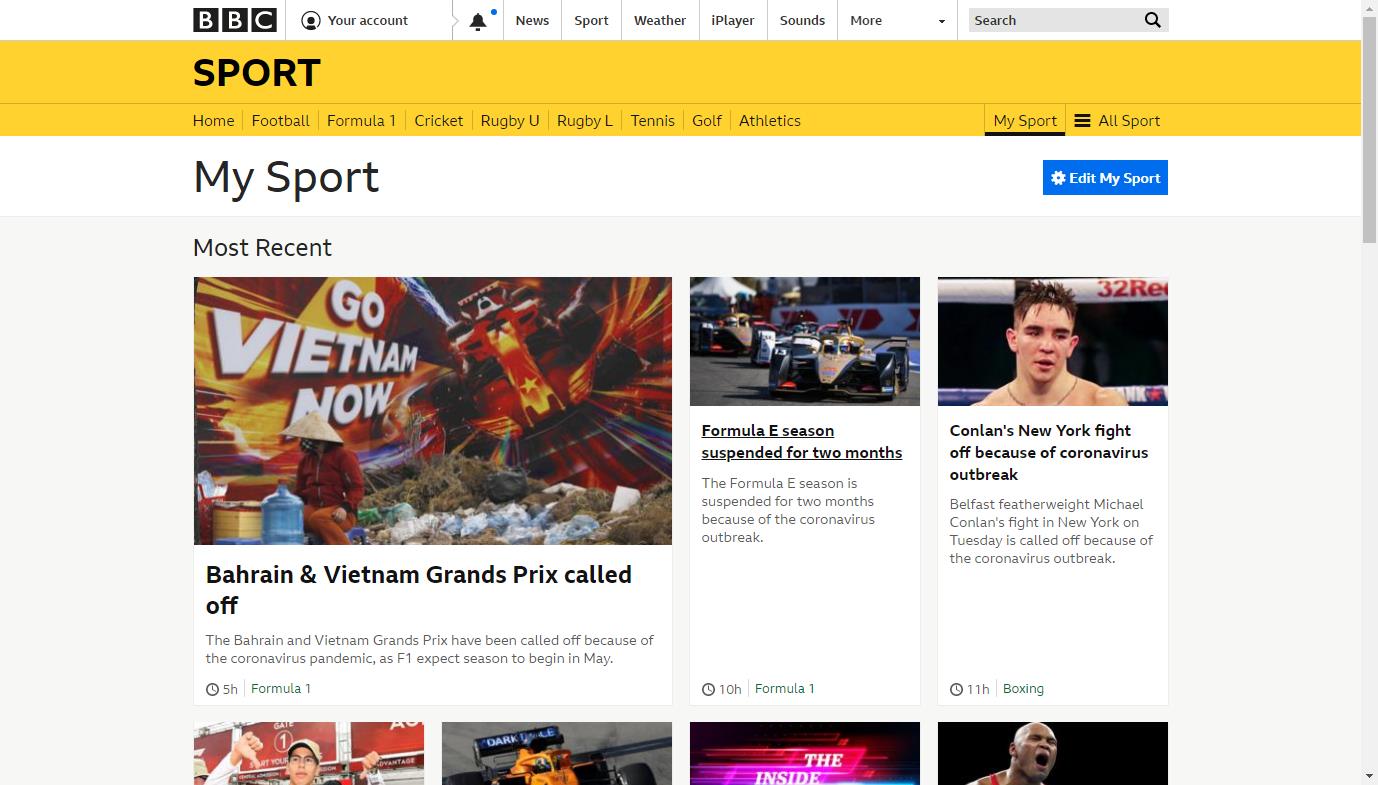 BBC
Your account
News
Sport
Weather
iPlayer
Sounds
More
Search
SPORT
Home
Football
Formula 1
Cricket
Rugby U
Rugby L
Tennis
Golf
Athletics
My Sport
All Sport
My Sport
Edit My Sport
Most Recent
GO
VIETNAM
NOW
13
32Red
Bahrain & Vietnam Grands Prix called
off
The Bahrain and Vietnam Grands Prix have been called off because of
the coronavirus pandemic, as F1 expect season to begin in May.
5h
Formula 1
Formula E season
suspended for two months
The Formula E season is
suspended for two months
because of the coronavirus
outbreak.
10h
Formula 1
Conlan's New York fight
off because of coronavirus
outbreak
Belfast featherweight Michael
Conlan's fight in New York on
Tuesday is called off because of
the coronavirus outbreak.
11h
Boxing
GATE
1
ADVANTAGE
THE
INSIDE